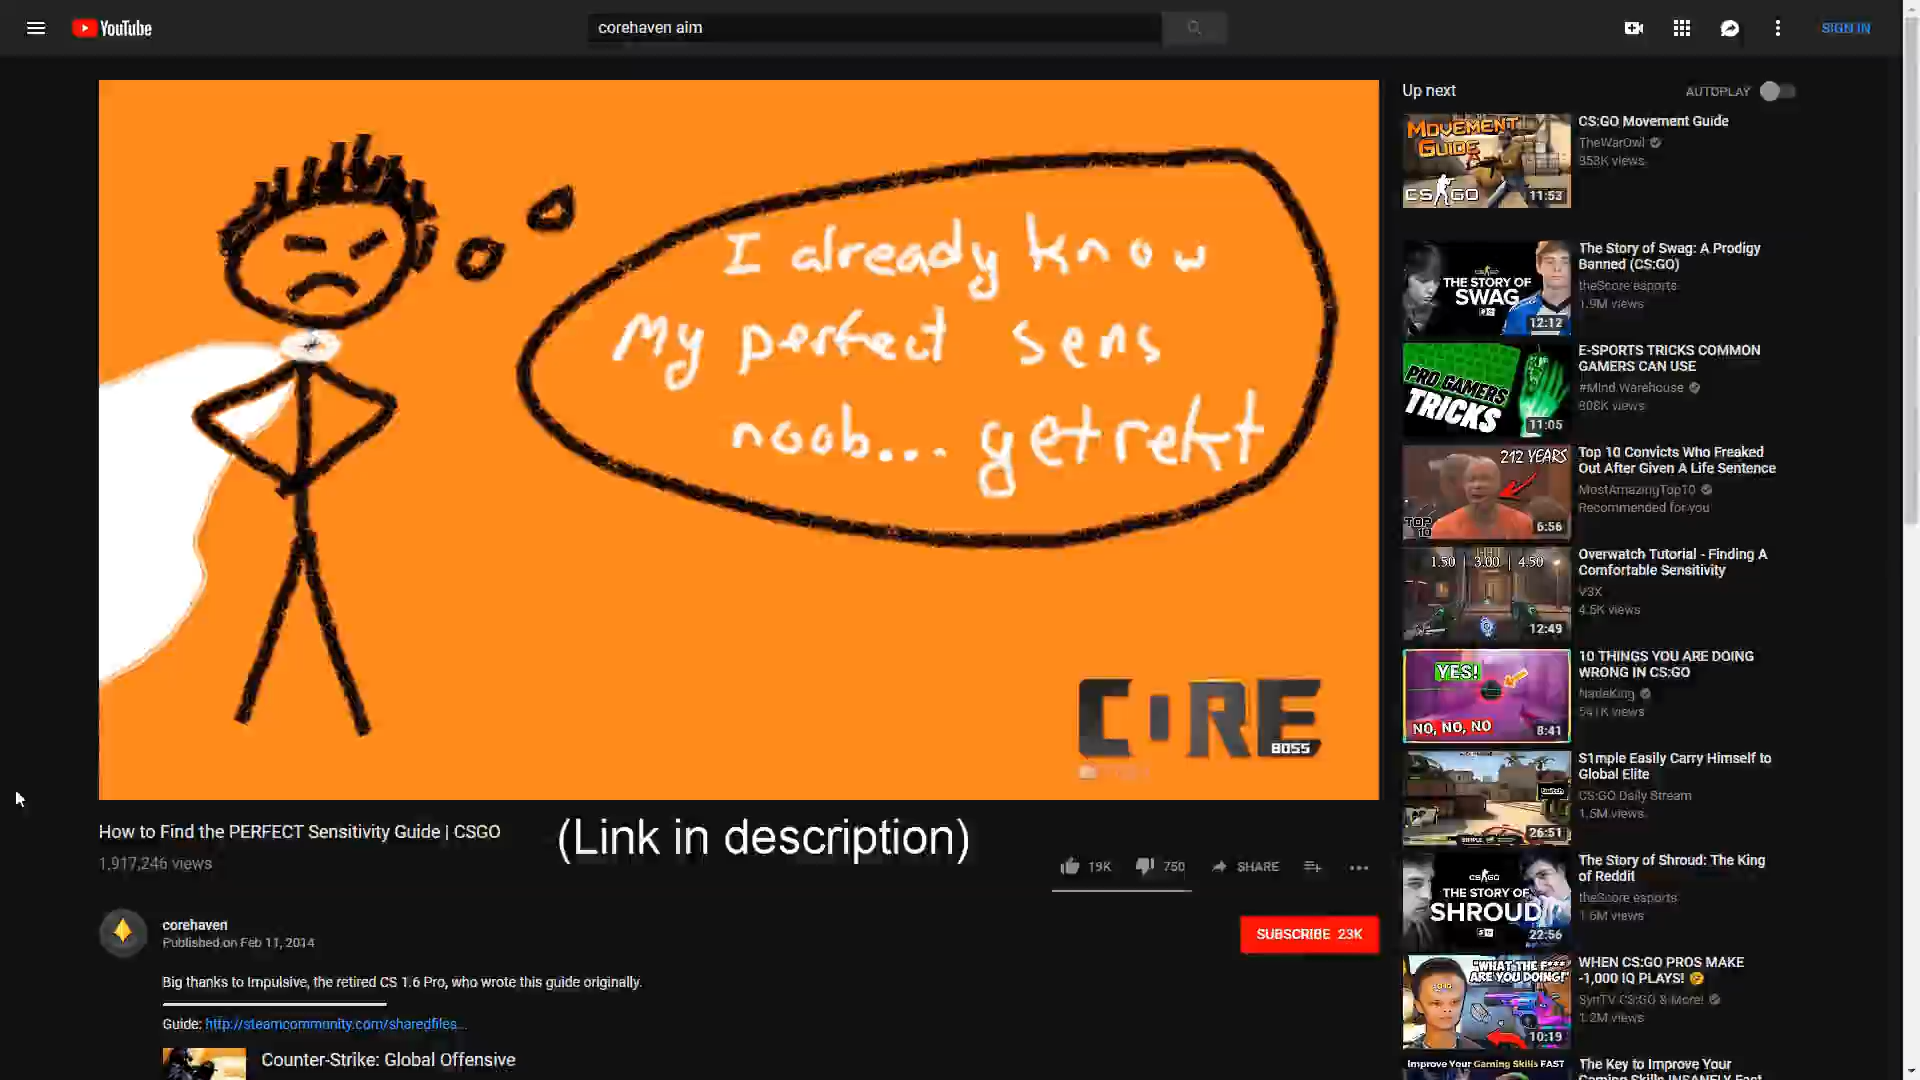 YouTube
corehaven aim
SIGN IN
I already know
My perfect sens
noob... getrekt
CORE
BOSS
How to Find the PERFECT Sensitivity Guide | CSGO
(Link in description)
1,917,246 views
19K
750
SHARE
corehaven
Published on Feb 11, 2014
SUBSCRIBE 23K
Big thanks to Impulsive, the retired CS 1.6 Pro, who wrote this guide originally.
Guide: http://steamcommunity.com/sharedfiles...
Counter-Strike: Global Offensive
Up next
AUTOPLAY
MOVEMENT
GUIDE
CS GO
11:53
CS:GO Movement Guide
TheWarOwl
853K views
THE STORY OF
SWAG
12:12
The Story of Swag: A Prodigy
Banned (CS:GO)
theScore esports
1.9M views
PRO GAMERS
TRICKS
11:05
E-SPORTS TRICKS COMMON
GAMERS CAN USE
#Mind Warehouse
808K views
212 YEARS
TOP
10
6:56
Top 10 Convicts Who Freaked
Out After Given A Life Sentence
MostAmazingTop10
Recommended for you
1.50 | 3.00 | 4.50
12:49
Overwatch Tutorial - Finding A
Comfortable Sensitivity
V3X
4.5K views
YES!
NO, NO, NO
8:41
10 THINGS YOU ARE DOING
WRONG IN CS:GO
NadeKing
541K views
26:51
S1mple Easily Carry Himself to
Global Elite
CS:GO Daily Stream
1.5M views
CS GO
THE STORY OF
SHROUD
22:56
The Story of Shroud: The King
of Reddit
theScore esports
1.6M views
"WHAT THE F***
ARE YOU DOING!"
10:19
WHEN CS:GO PROS MAKE
-1,000 IQ PLAYS!
SynTV CS:GO & More!
1.2M views
Improve Your Gaming Skills FAST
The Key to Improve Your
Gaming Skills INSANELY Fast